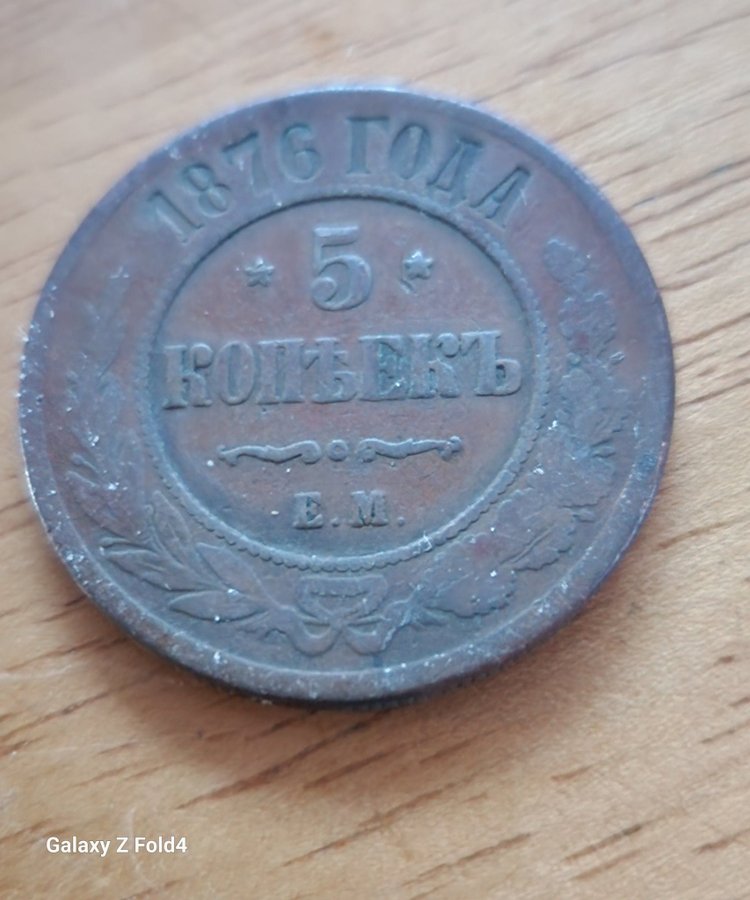 1876 ГОДА
* 5 *
КОПѢЕКЪ
Е.М.
Galaxy Z Fold4